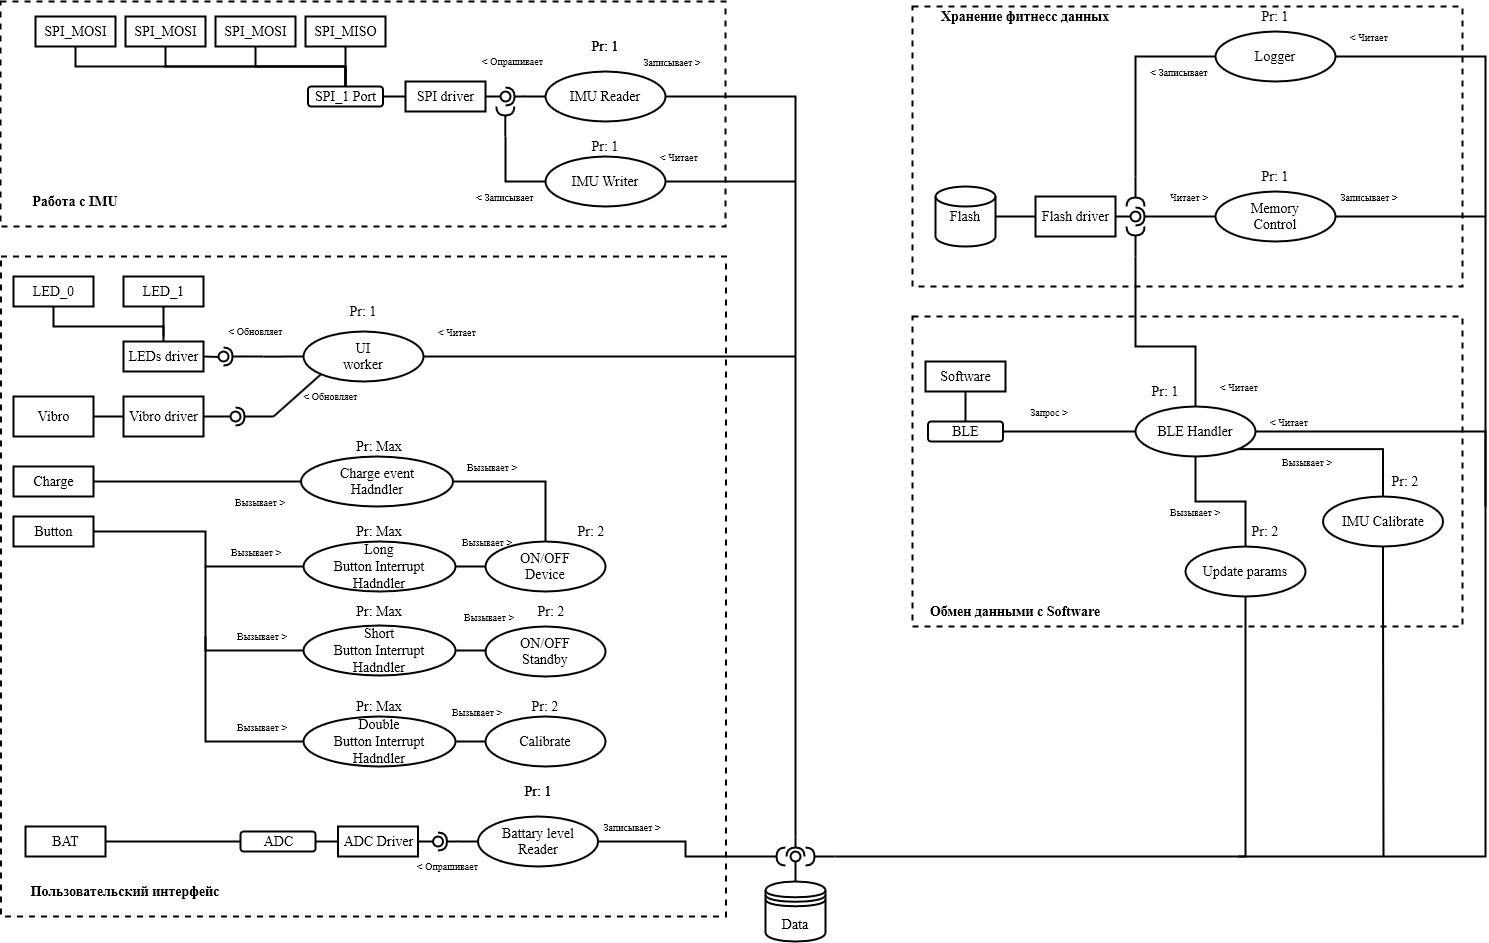 SPI_MOSI
SPI_MOSI
SPI_MOSI
SPI_MISO
SPI_1 Port
SPI driver
< Опрашивает
Pr: 1
Записывает >
IMU Reader
Pr: 1
< Читает
IMU Writer
< Записывает
Работа с IMU
LED_0
LED_1
LEDs driver
< Обновляет
Pr: 1
UI
worker
< Читает
< Обновляет
Vibro
Vibro driver
Charge
Вызывает >
Pr: Max
Charge event
Hadndler
Вызывает >
Button
Вызывает >
Pr: Max
Long
Button Interrupt
Hadndler
Вызывает >
Pr: 2
ON/OFF
Device
Вызывает >
Pr: Max
Short
Button Interrupt
Hadndler
Вызывает >
Pr: 2
ON/OFF
Standby
Вызывает >
Pr: Max
Double
Button Interrupt
Hadndler
Вызывает >
Pr: 2
Calibrate
BAT
ADC
ADC Driver
< Опрашивает
Pr: 1
Battary level
Reader
Записывает >
Пользовательский интерфейс
Data
Хранение фитнесс данных
Pr: 1
Logger
< Читает
< Записывает
Flash
Flash driver
Читает >
Pr: 1
Memory
Control
Записывает >
Software
BLE
Запрос >
Pr: 1
< Читает
BLE Handler
< Читает
Вызывает >
Pr: 2
IMU Calibrate
Вызывает >
Pr: 2
Update params
Обмен данными с Software